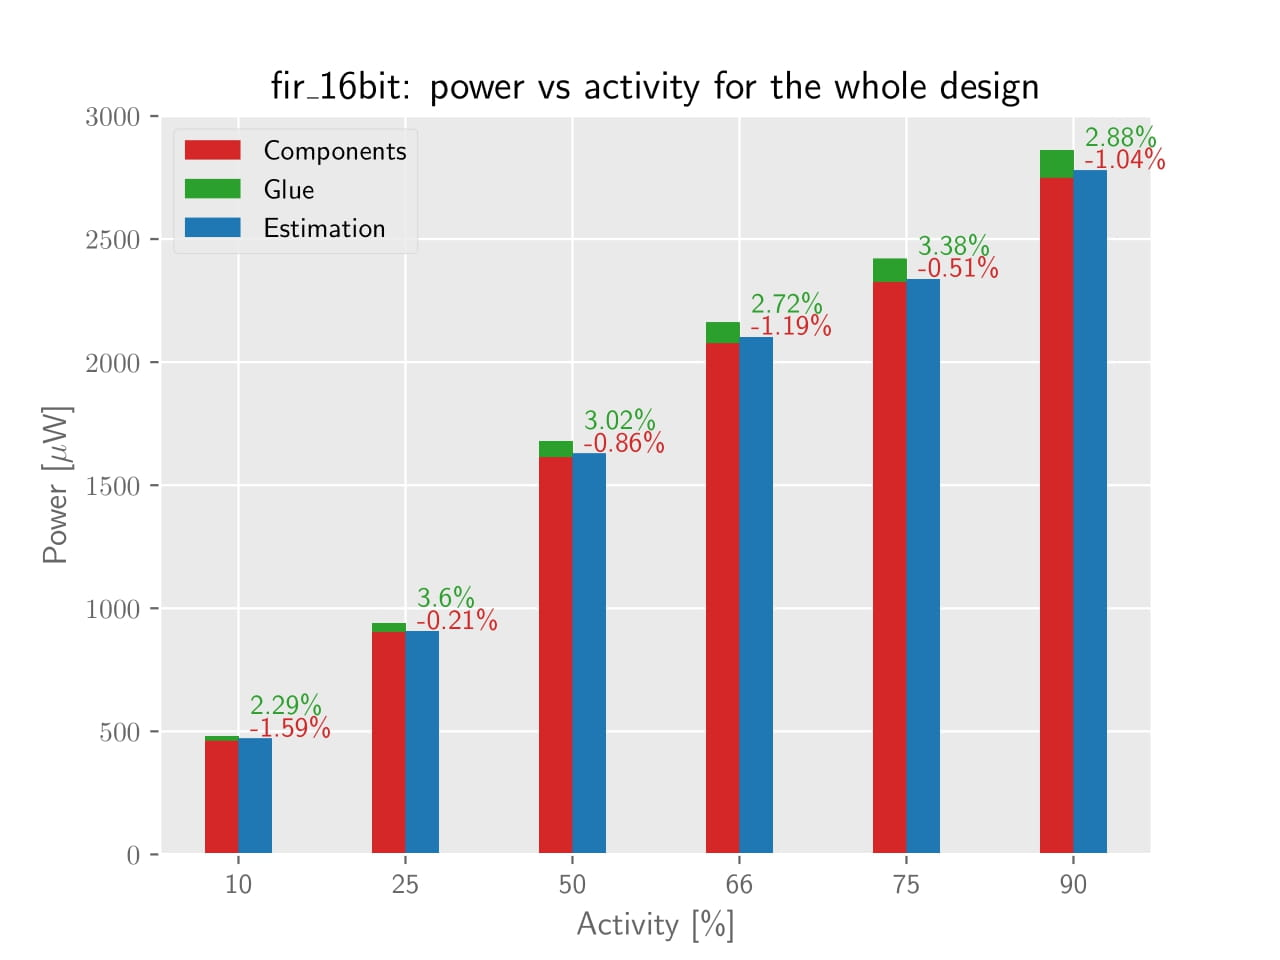 fir_16bit: power vs activity for the whole design
Components
Glue
Estimation
Power [μW]
3000
2500
2000
1500
1000
500
0
2.29%
-1.59%
3.6%
-0.21%
3.02%
-0.86%
2.72%
-1.19%
3.38%
-0.51%
2.88%
-1.04%
10 25 50 66 75 90
Activity [%]